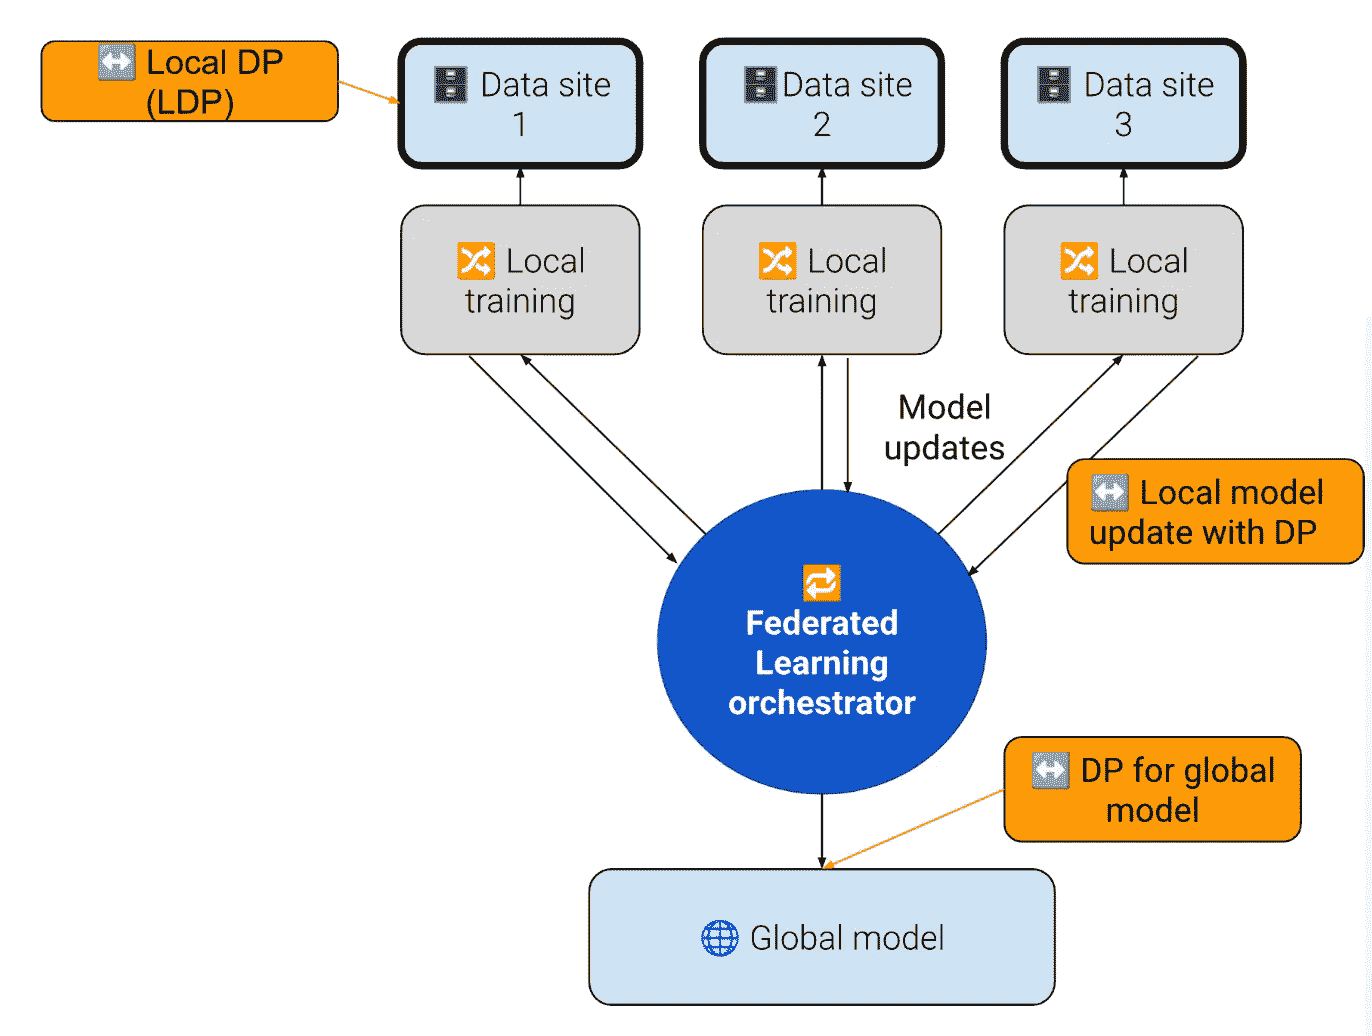 Local DP
(LDP)
Data site
1
Data site
2
Data site
3
Local
training
Local
training
Local
training
Model
updates
Local model
update with DP
Federated
Learning
orchestrator
DP for global
model
Global model